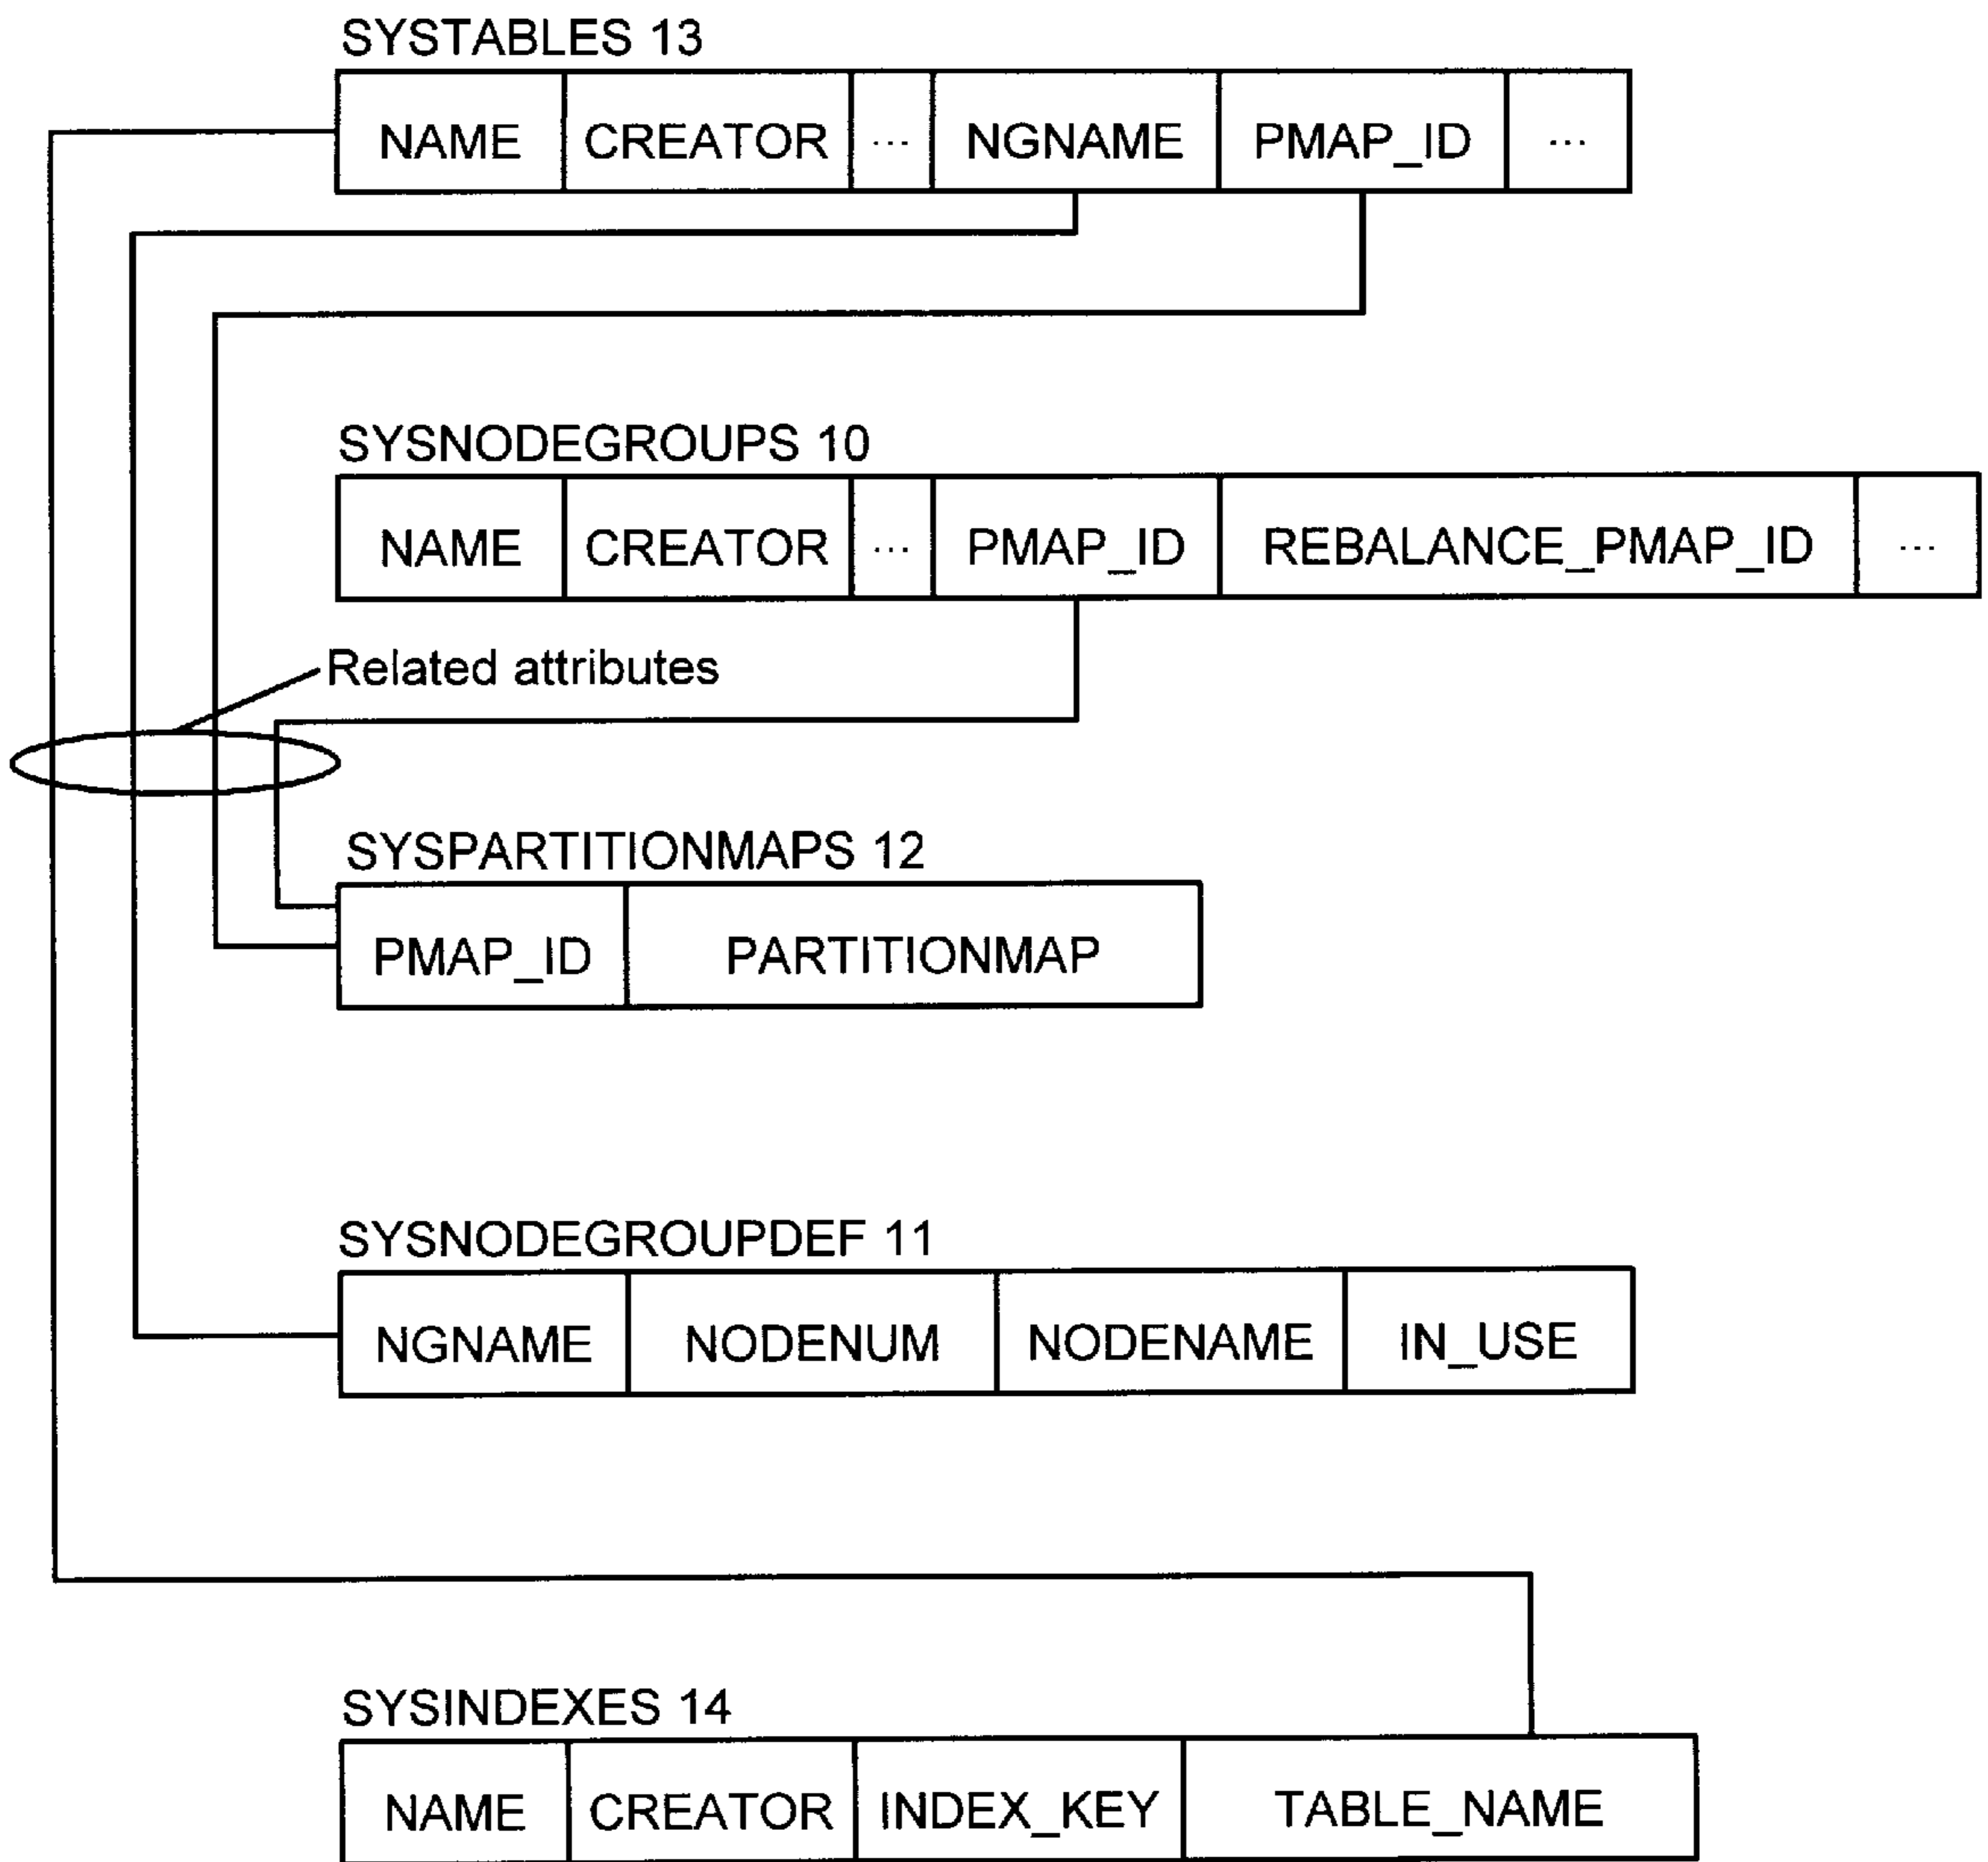 SYSTABLES 13
NAME CREATOR ... NGNAME PMAP_ID ...
SYSNODEGROUPS 10
NAME CREATOR ... PMAP_ID REBALANCE_PMAP_ID ...
Related attributes
SYSPARTITIONMAPS 12
PMAP_ID PARTITIONMAP
SYSNODEGROUPDEF 11
NGNAME NODENUM NODENAME IN_USE
SYSINDEXES 14
NAME CREATOR INDEX_KEY TABLE_NAME